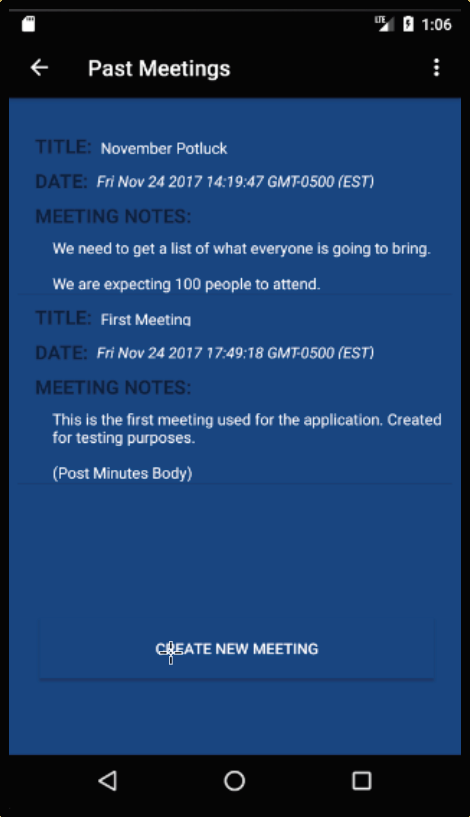 LTE 1:06
Past Meetings
TITLE: November Potluck
DATE: Fri Nov 24 2017 14:19:47 GMT-0500 (EST)
MEETING NOTES:
We need to get a list of what everyone is going to bring.
We are expecting 100 people to attend.
TITLE: First Meeting
DATE: Fri Nov 24 2017 17:49:18 GMT-0500 (EST)
MEETING NOTES:
This is the first meeting used for the application. Created
for testing purposes.
(Post Minutes Body)
CREATE NEW MEETING